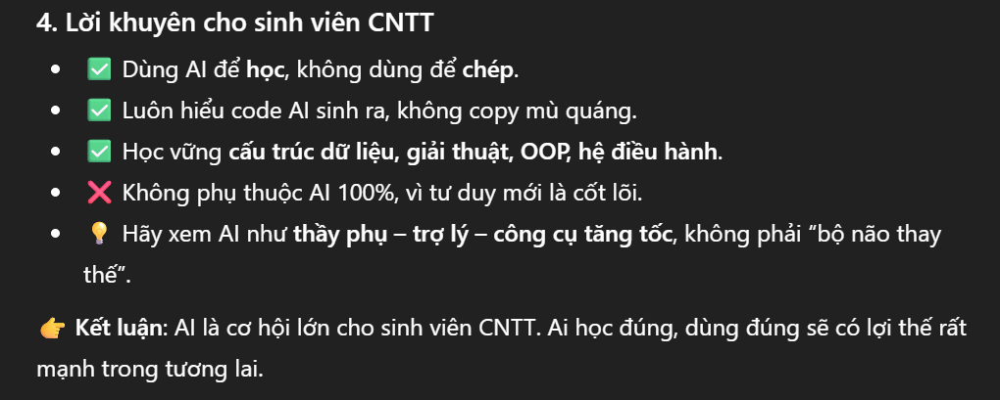 4. Lời khuyên cho sinh viên CNTT
• ✅ Dùng AI để học, không dùng để chép.
• ✅ Luôn hiểu code AI sinh ra, không copy mù quáng.
• ✅ Học vững cấu trúc dữ liệu, giải thuật, OOP, hệ điều hành.
• ❌ Không phụ thuộc AI 100%, vì tư duy mới là cốt lõi.
• 💡 Hãy xem AI như thầy phụ – trợ lý – công cụ tăng tốc, không phải “bộ não thay
thế”.
👉 Kết luận: AI là cơ hội lớn cho sinh viên CNTT. Ai học đúng, dùng đúng sẽ có lợi thế rất
mạnh trong tương lai.